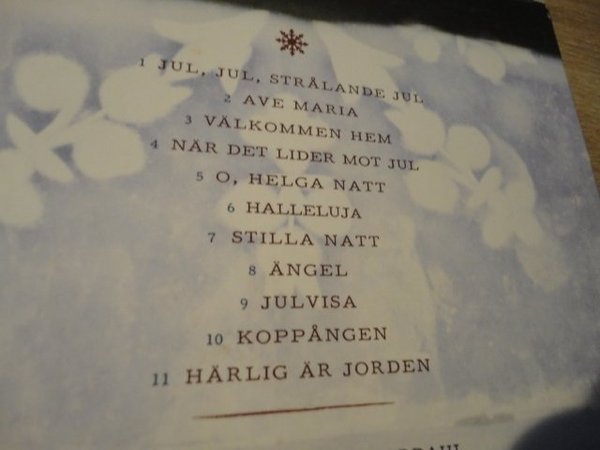 1 JUL, JUL, STRÅLANDE JUL
2 AVE MARIA
3 VÄLKOMMEN HEM
4 NÄR DET LIDER MOT JUL
5 O, HELGA NATT
6 HALLELUJA
7 STILLA NATT
8 ÄNGEL
9 JULVISA
10 KOPPÅNGEN
11 HÄRLIG ÄR JORDEN